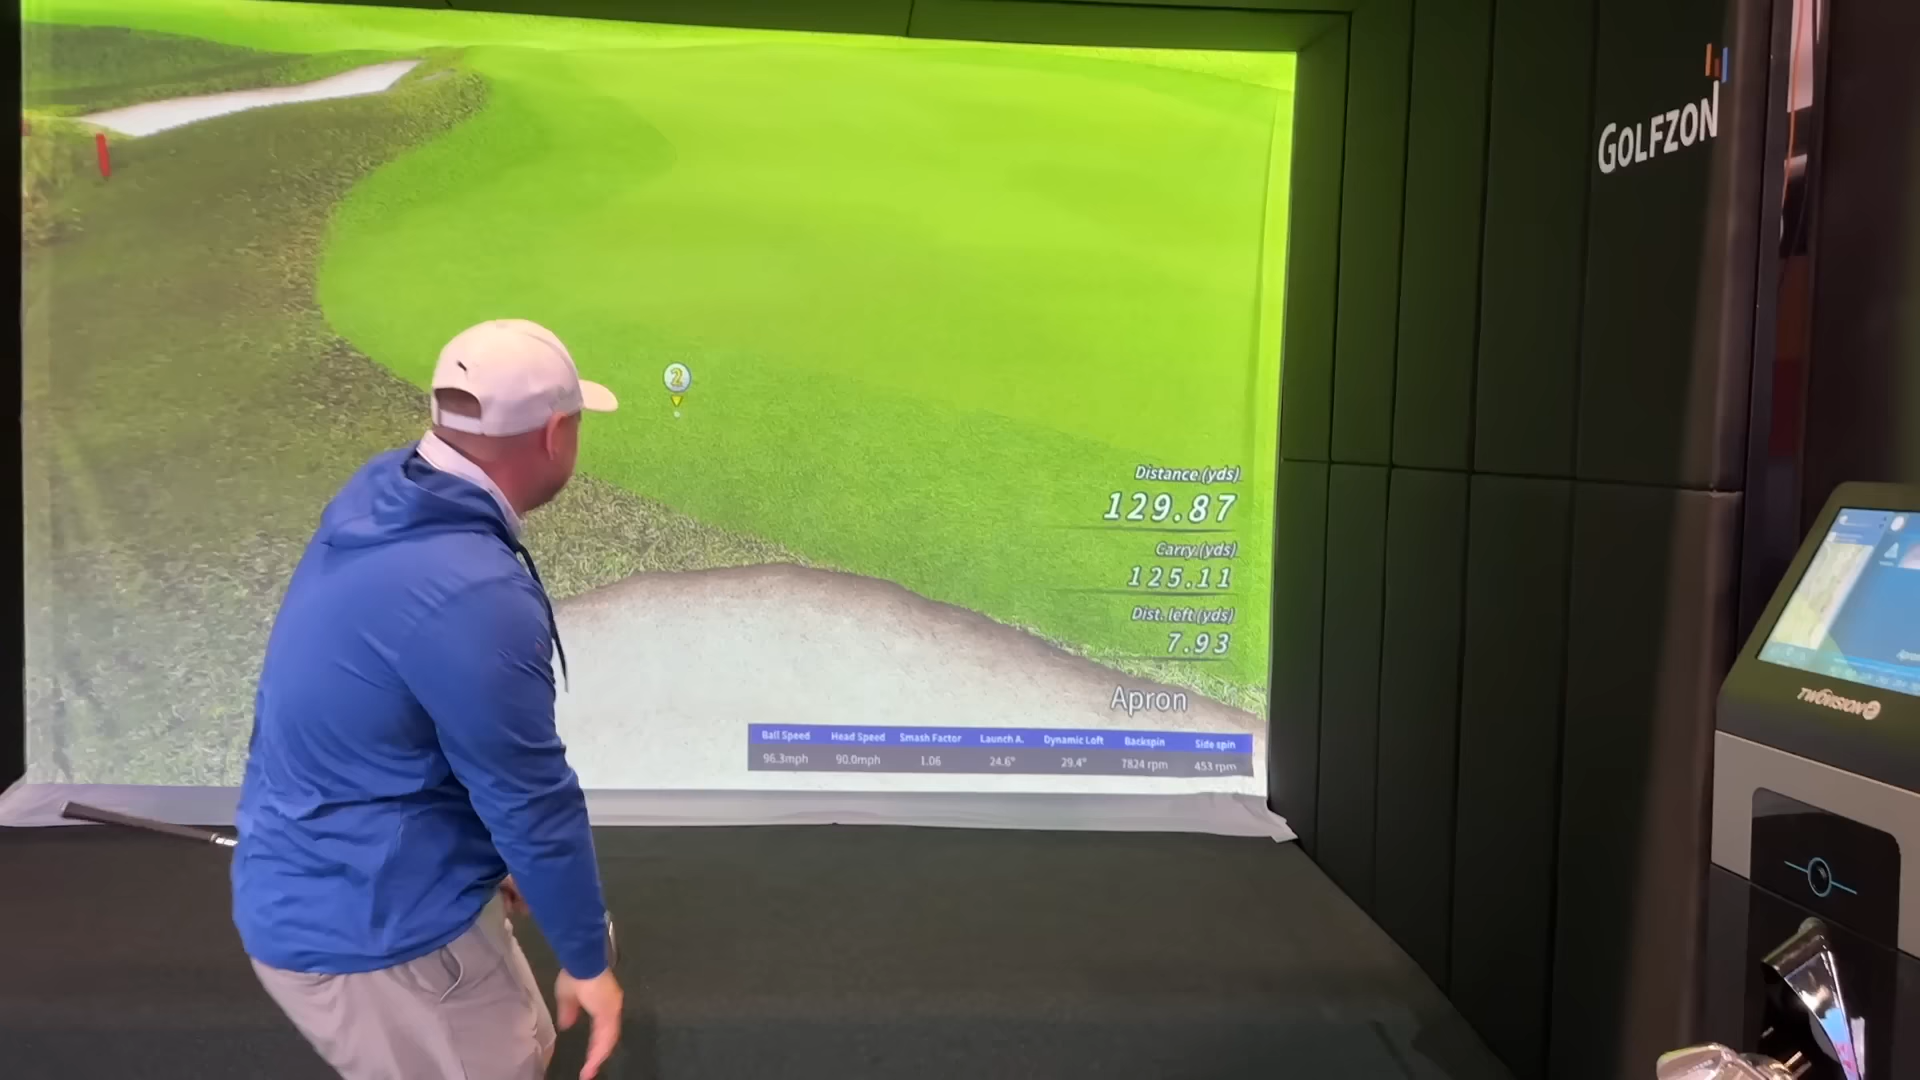 GOLFZON
2
Distance (yds)
129.87
Carry (yds)
125.11
Dist. left (yds)
7.93
Apron
Ball Speed Head Speed Smash Factor Launch A. Dynamic Loft Backspin Side spin
96.3mph 90.0mph 1.06 24.6° 29.4° 7824 rpm 453 rpm
TWOVISION